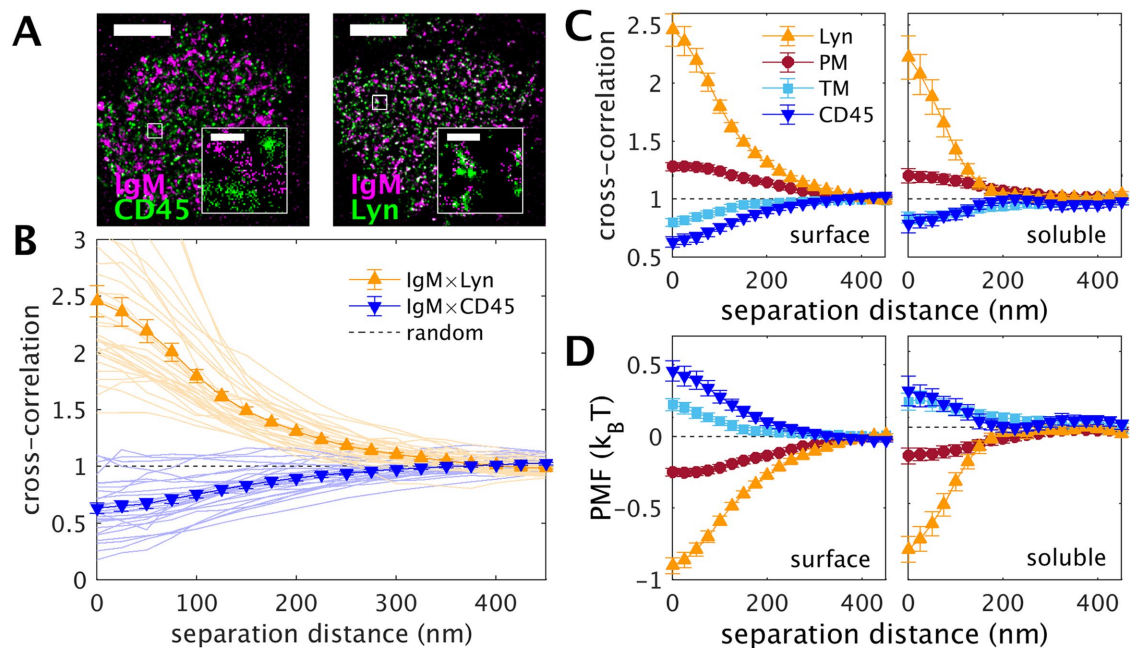 A
IgM
CD45
IgM
Lyn
B
3
2.5
2
1.5
1
0.5
0
cross-correlation
IgM×Lyn
IgM×CD45
random
0
100
200
300
400
separation distance (nm)
C
2.5
2
1.5
1
0.5
cross-correlation
Lyn
PM
TM
CD45
surface
soluble
0
200
400
0
200
400
separation distance (nm)
D
0.5
0
−1
PMF (kBT)
surface
soluble
0
200
400
0
200
400
separation distance (nm)